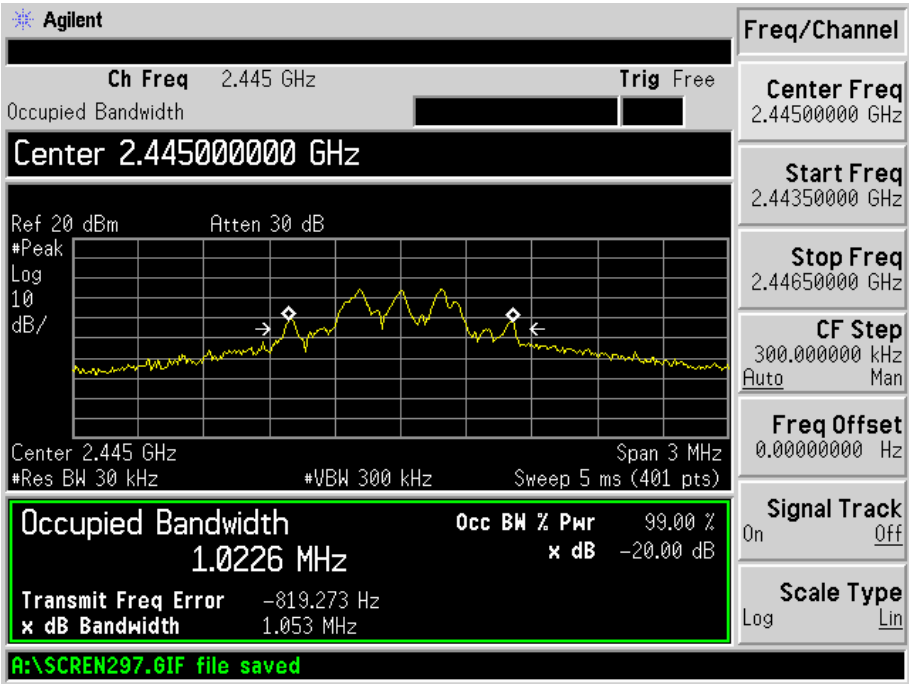 Agilent
Freq/Channel
Ch Freq 2.445 GHz Trig Free
Occupied Bandwidth
Center 2.445000000 GHz
Ref 20 dBm Atten 30 dB
#Peak
Log
10
dB/
Center 2.445 GHz Span 3 MHz
#Res BW 30 kHz #VBW 300 kHz Sweep 5 ms (401 pts)
Occupied Bandwidth
1.0226 MHz
Occ BW % Pwr 99.00 %
x dB -20.00 dB
Transmit Freq Error -819.273 Hz
x dB Bandwidth 1.053 MHz
A:\SCREN297.GIF file saved
Center Freq
2.44500000 GHz
Start Freq
2.44350000 GHz
Stop Freq
2.44650000 GHz
CF Step
300.000000 kHz
Auto Man
Freq Offset
0.00000000 Hz
Signal Track
On Off
Scale Type
Log Lin